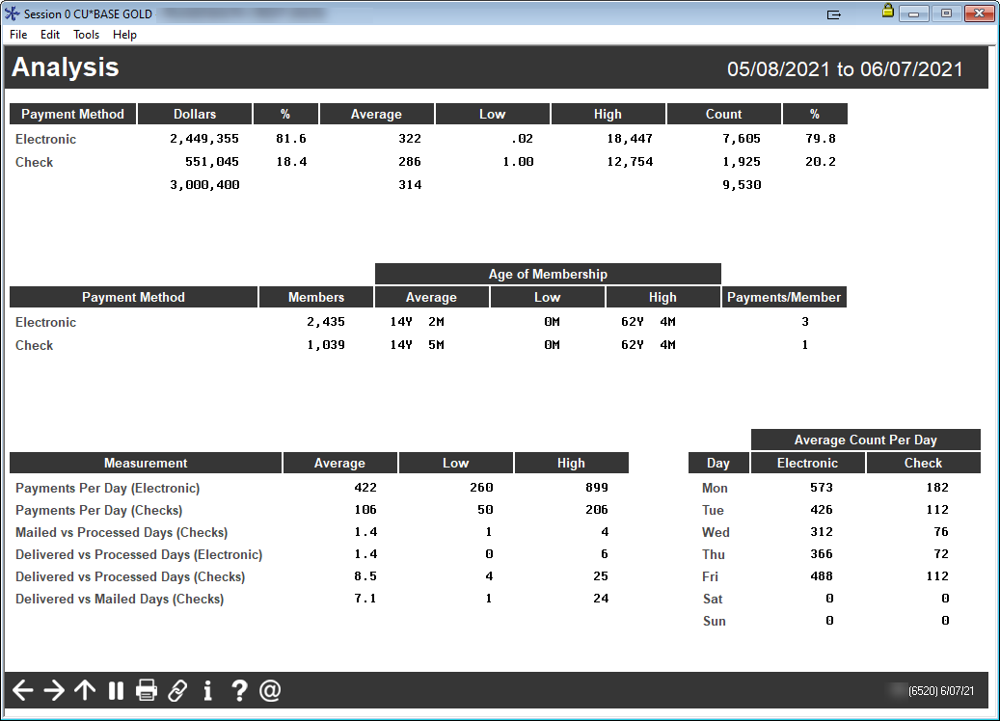 Session 0 CU*BASE GOLD
File Edit Tools Help
Analysis 05/08/2021 to 06/07/2021
Payment Method Dollars % Average Low High Count %
Electronic 2,449,355 81.6 322 .02 18,447 7,605 79.8
Check 551,045 18.4 286 1.00 12,754 1,925 20.2
3,000,400 314 9,530
Age of Membership
Payment Method Members Average Low High Payments/Member
Electronic 2,435 14Y 2M 0M 62Y 4M 3
Check 1,039 14Y 5M 0M 62Y 4M 1
Average Count Per Day
Measurement Average Low High Day Electronic Check
Payments Per Day (Electronic) 422 260 899 Mon 573 182
Payments Per Day (Checks) 106 50 206 Tue 426 112
Mailed vs Processed Days (Checks) 1.4 1 4 Wed 312 76
Delivered vs Processed Days (Electronic) 1.4 0 6 Thu 366 72
Delivered vs Processed Days (Checks) 8.5 4 25 Fri 488 112
Delivered vs Mailed Days (Checks) 7.1 1 24 Sat 0 0
Sun 0 0
(6520) 6/07/21